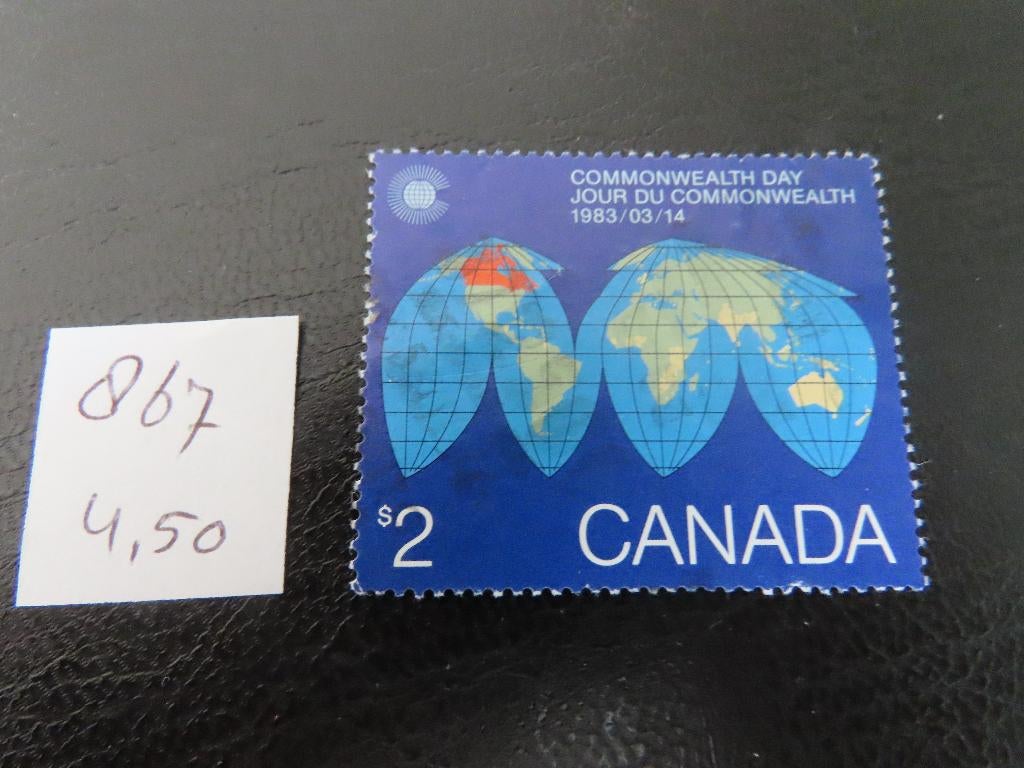 867
4,50
COMMONWEALTH DAY
JOUR DU COMMONWEALTH
1983/03/14
$2
CANADA